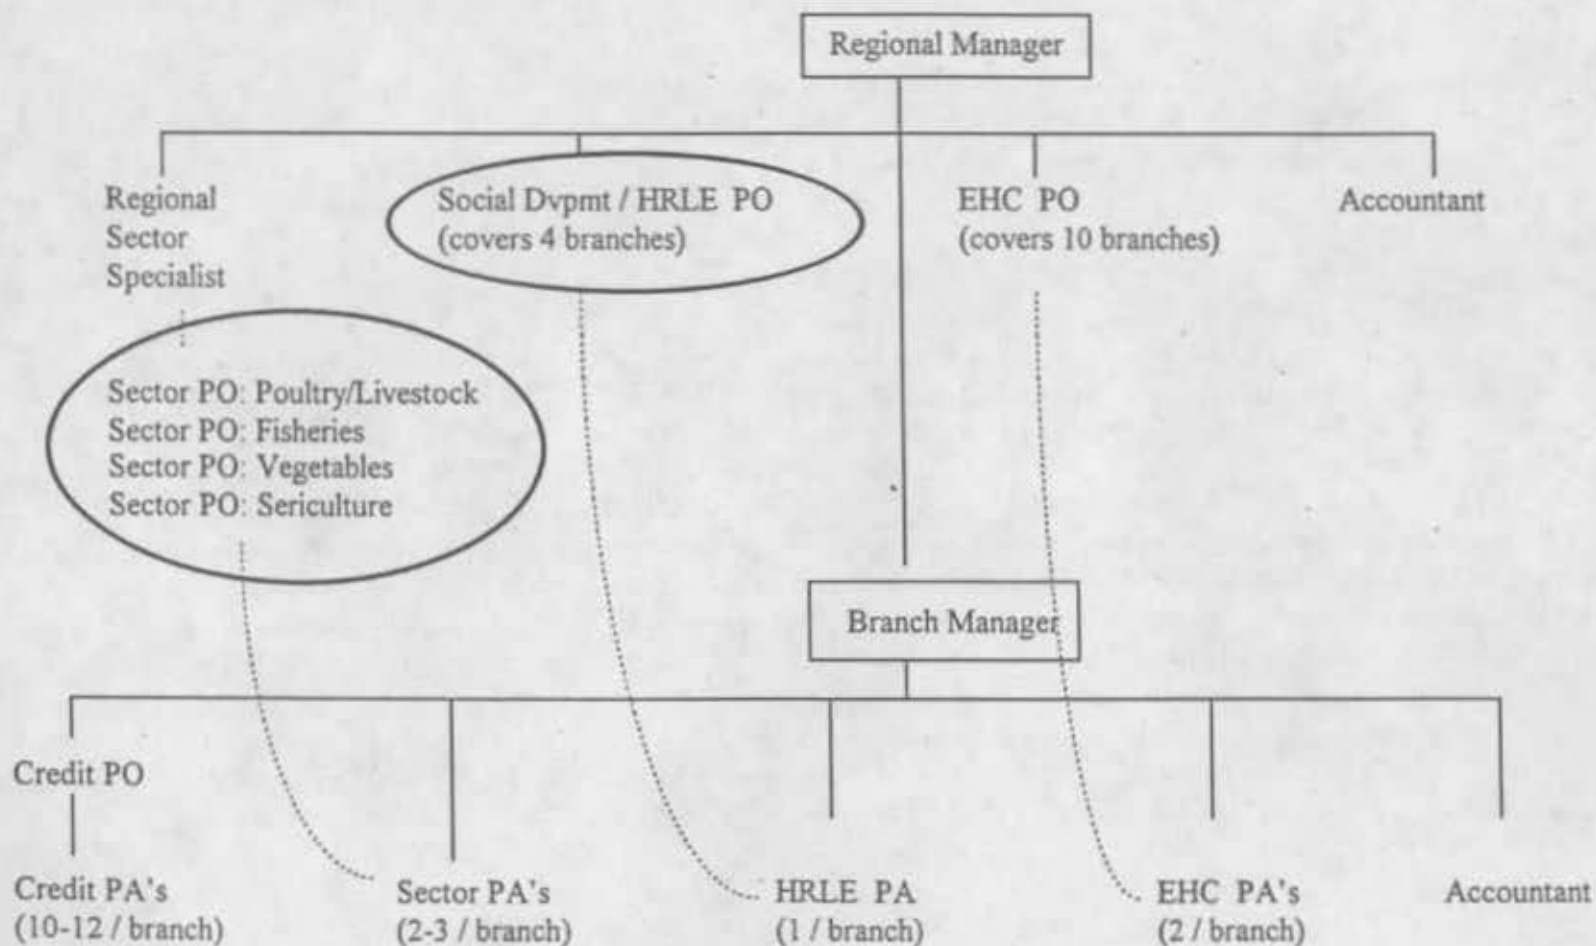 Regional Manager
Regional
Sector
Specialist
Social Dvpmt / HRLE PO
(covers 4 branches)
EHC PO
(covers 10 branches)
Accountant
Sector PO: Poultry/Livestock
Sector PO: Fisheries
Sector PO: Vegetables
Sector PO: Sericulture
Branch Manager
Credit PO
Credit PA's
(10-12 / branch)
Sector PA's
(2-3 / branch)
HRLE PA
(1 / branch)
EHC PA's
(2 / branch)
Accountant